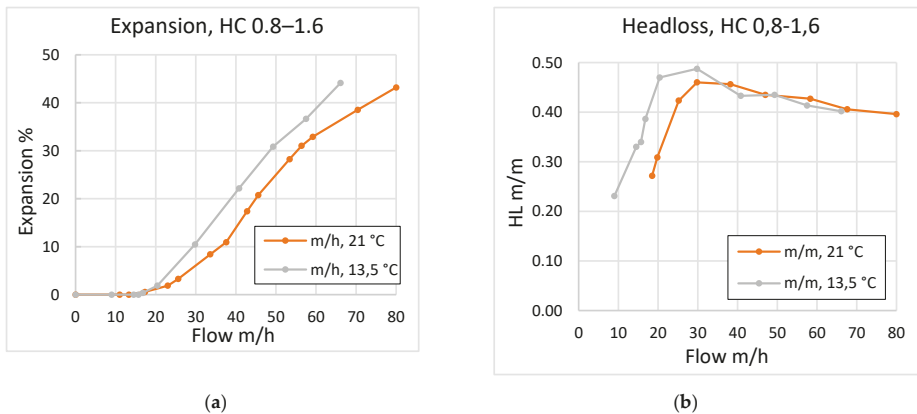 Expansion, HC 0.8–1.6
50
40
30
20
10
0
Expansion %
m/h, 21 °C
m/h, 13,5 °C
0 10 20 30 40 50 60 70 80
Flow m/h
(a)
Headloss, HC 0,8-1,6
0.50
0.40
0.30
0.20
0.10
0.00
HL m/m
m/m, 21 °C
m/m, 13,5 °C
0 10 20 30 40 50 60 70 80
Flow m/h
(b)